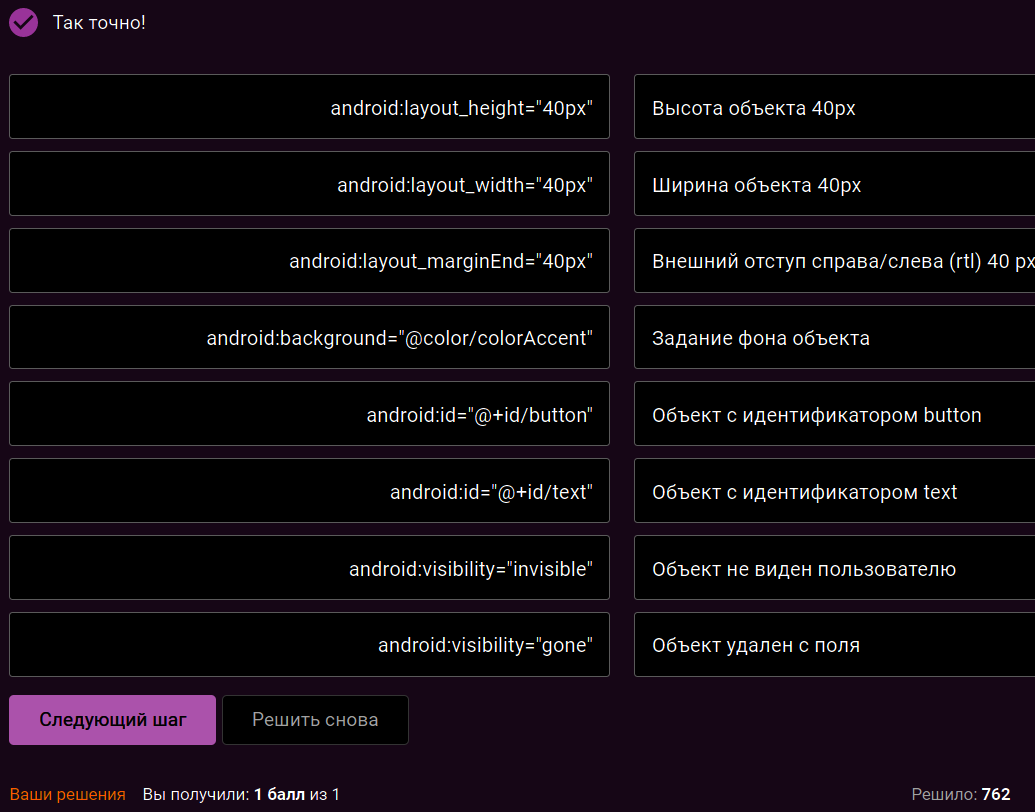 Так точно!
android:layout_height="40px"
Высота объекта 40px
android:layout_width="40px"
Ширина объекта 40px
android:layout_marginEnd="40px"
Внешний отступ справа/слева (rtl) 40 px
android:background="@color/colorAccent"
Задание фона объекта
android:id="@+id/button"
Объект с идентификатором button
android:id="@+id/text"
Объект с идентификатором text
android:visibility="invisible"
Объект не виден пользователю
android:visibility="gone"
Объект удален с поля
Следующий шаг
Решить снова
Ваши решения Вы получили: 1 балл из 1
Решило: 762